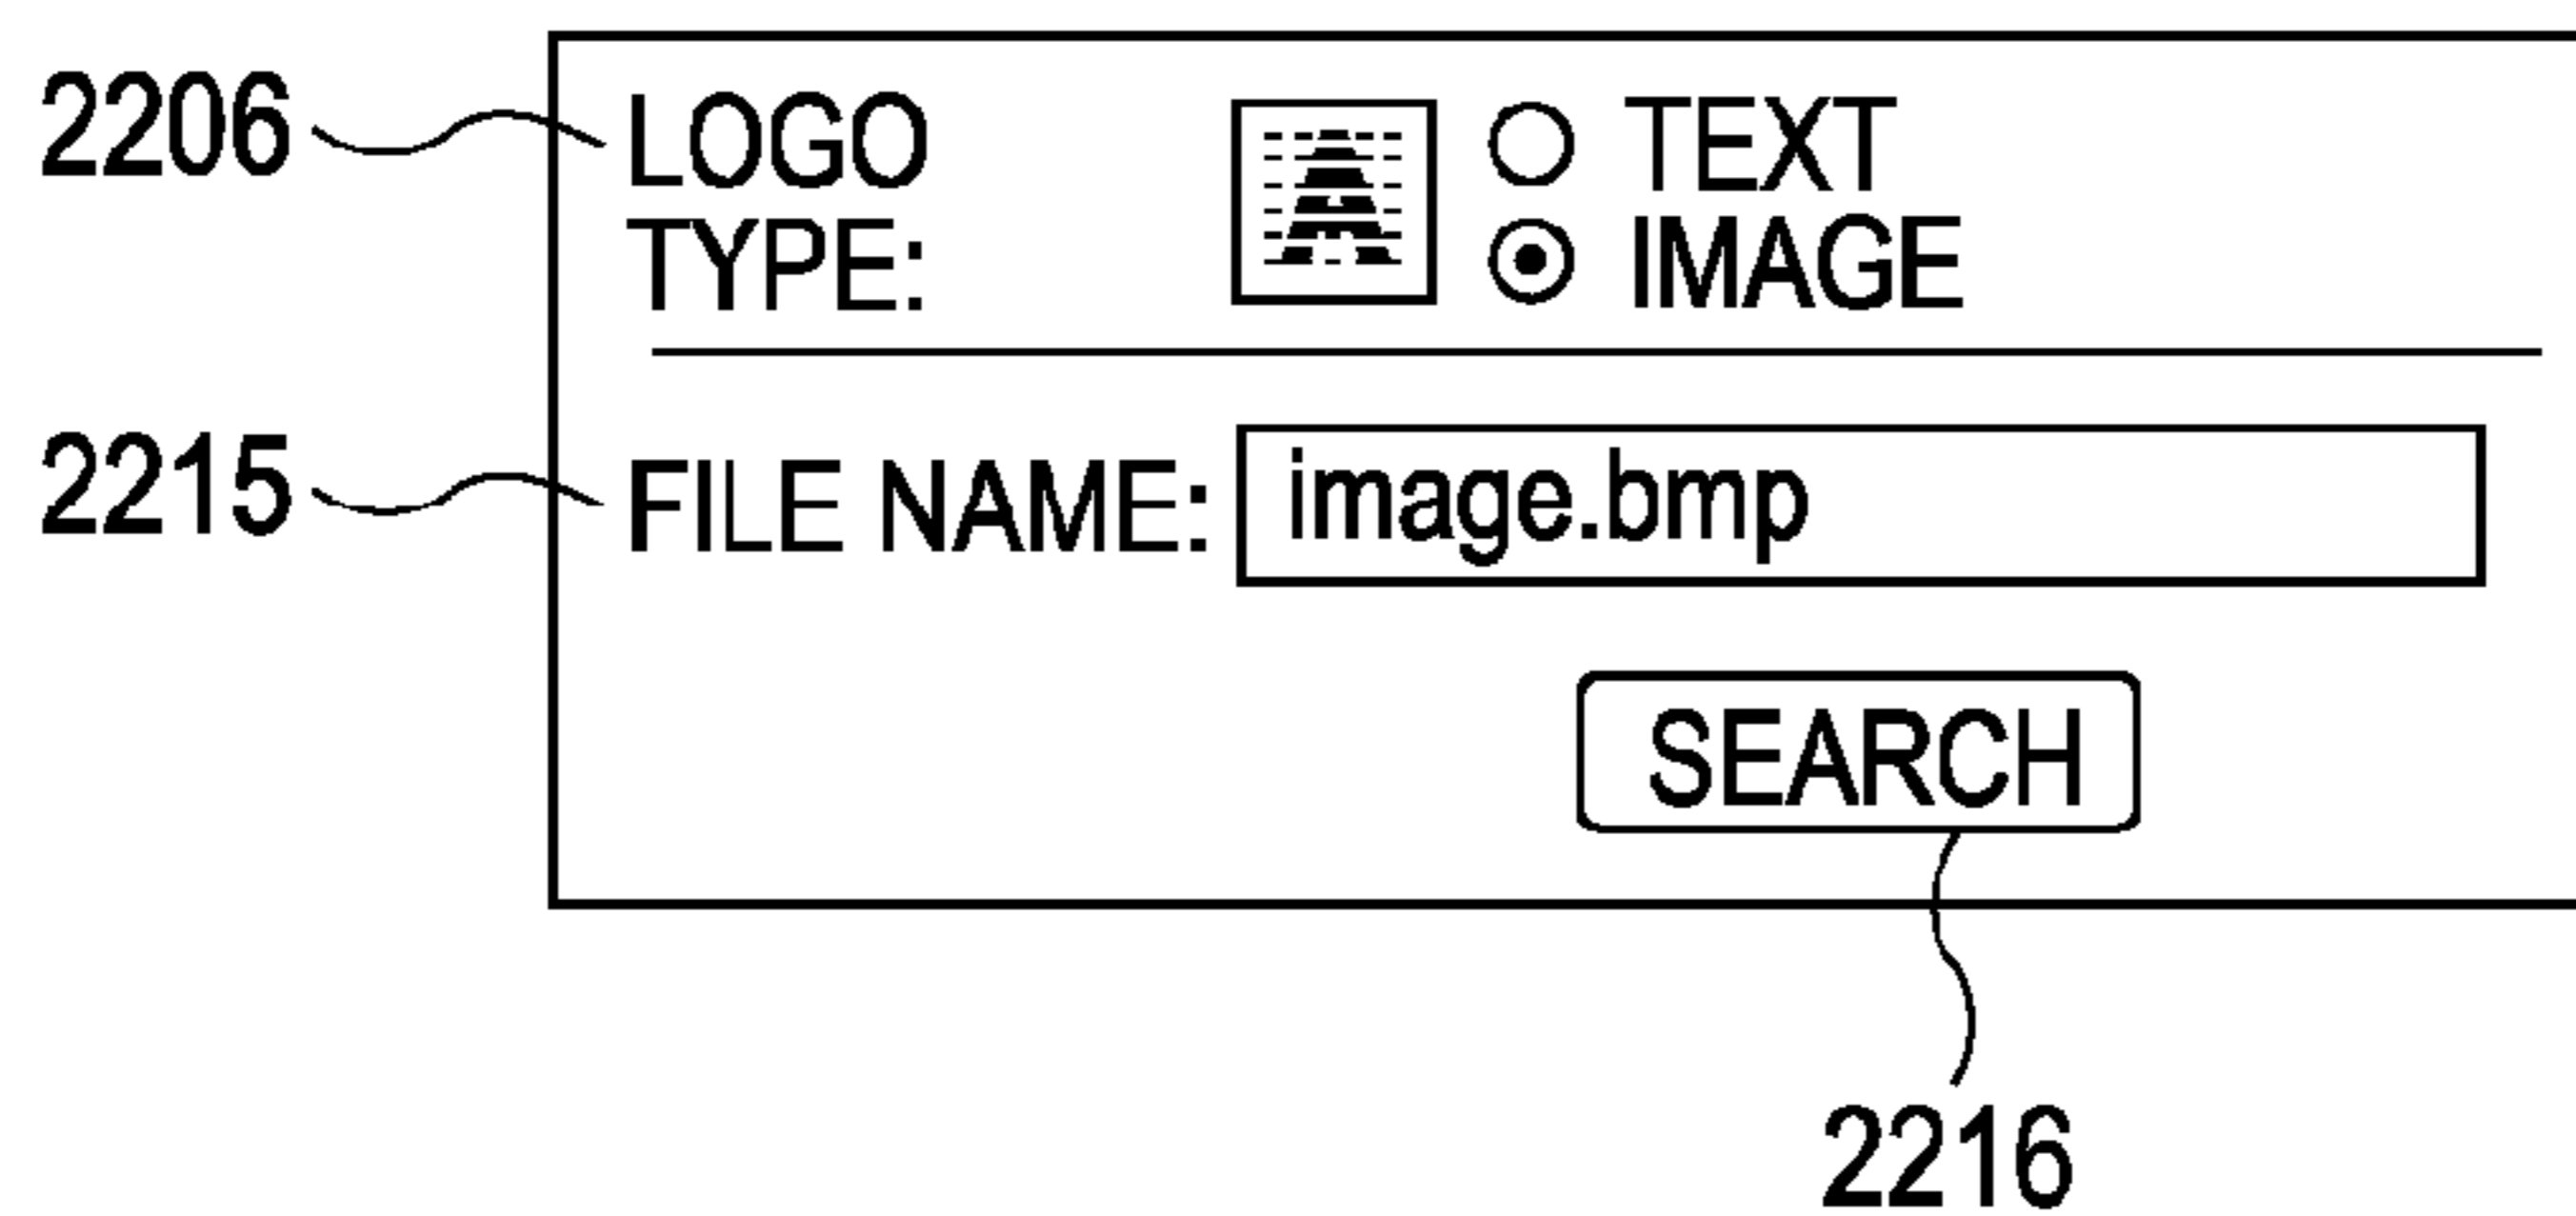 2206 LOGO TEXT
TYPE: IMAGE
2215 FILE NAME: image.bmp
SEARCH
2216